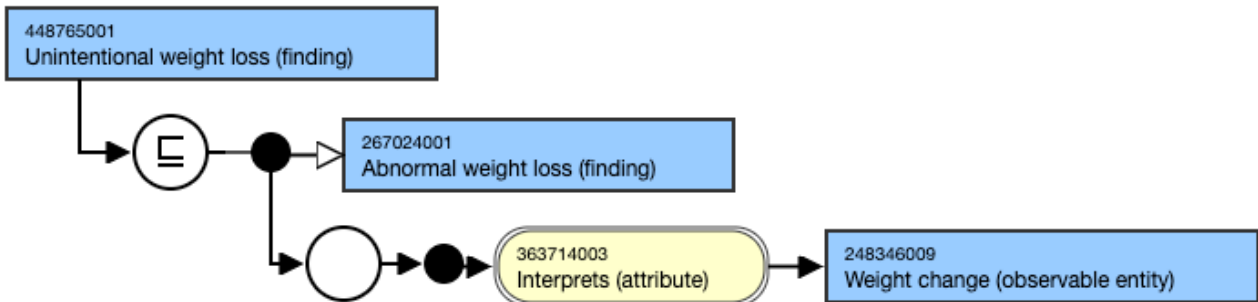 448765001
Unintentional weight loss (finding)
⊑
267024001
Abnormal weight loss (finding)
363714003
Interprets (attribute)
248346009
Weight change (observable entity)